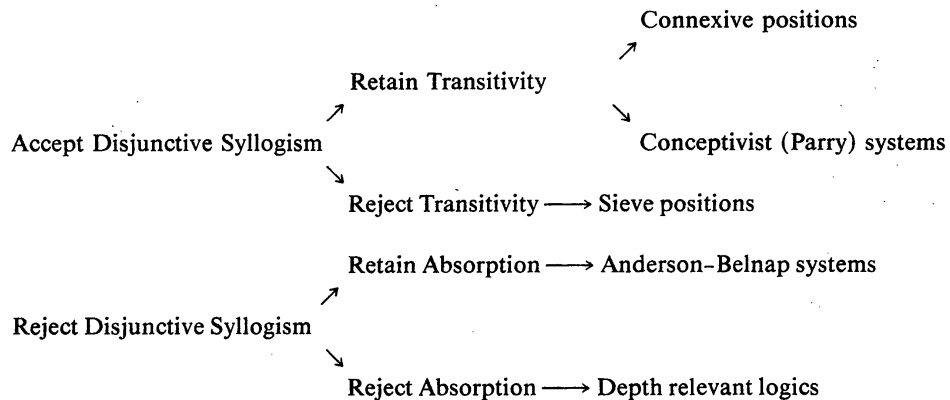 Connexive positions
Retain Transitivity
Accept Disjunctive Syllogism
Conceptivist (Parry) systems
Reject Transitivity ⟶ Sieve positions
Retain Absorption ⟶ Anderson–Belnap systems
Reject Disjunctive Syllogism
Reject Absorption ⟶ Depth relevant logics